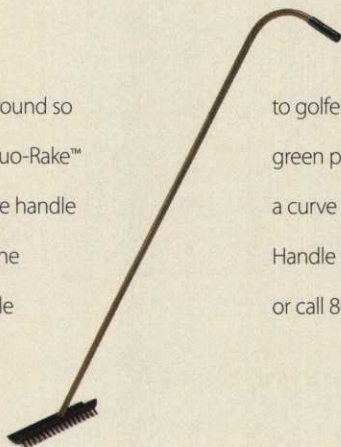 ound so
uo-Rake™
e handle
ne
le
to golfe
green p
a curve
Handle
or call 8